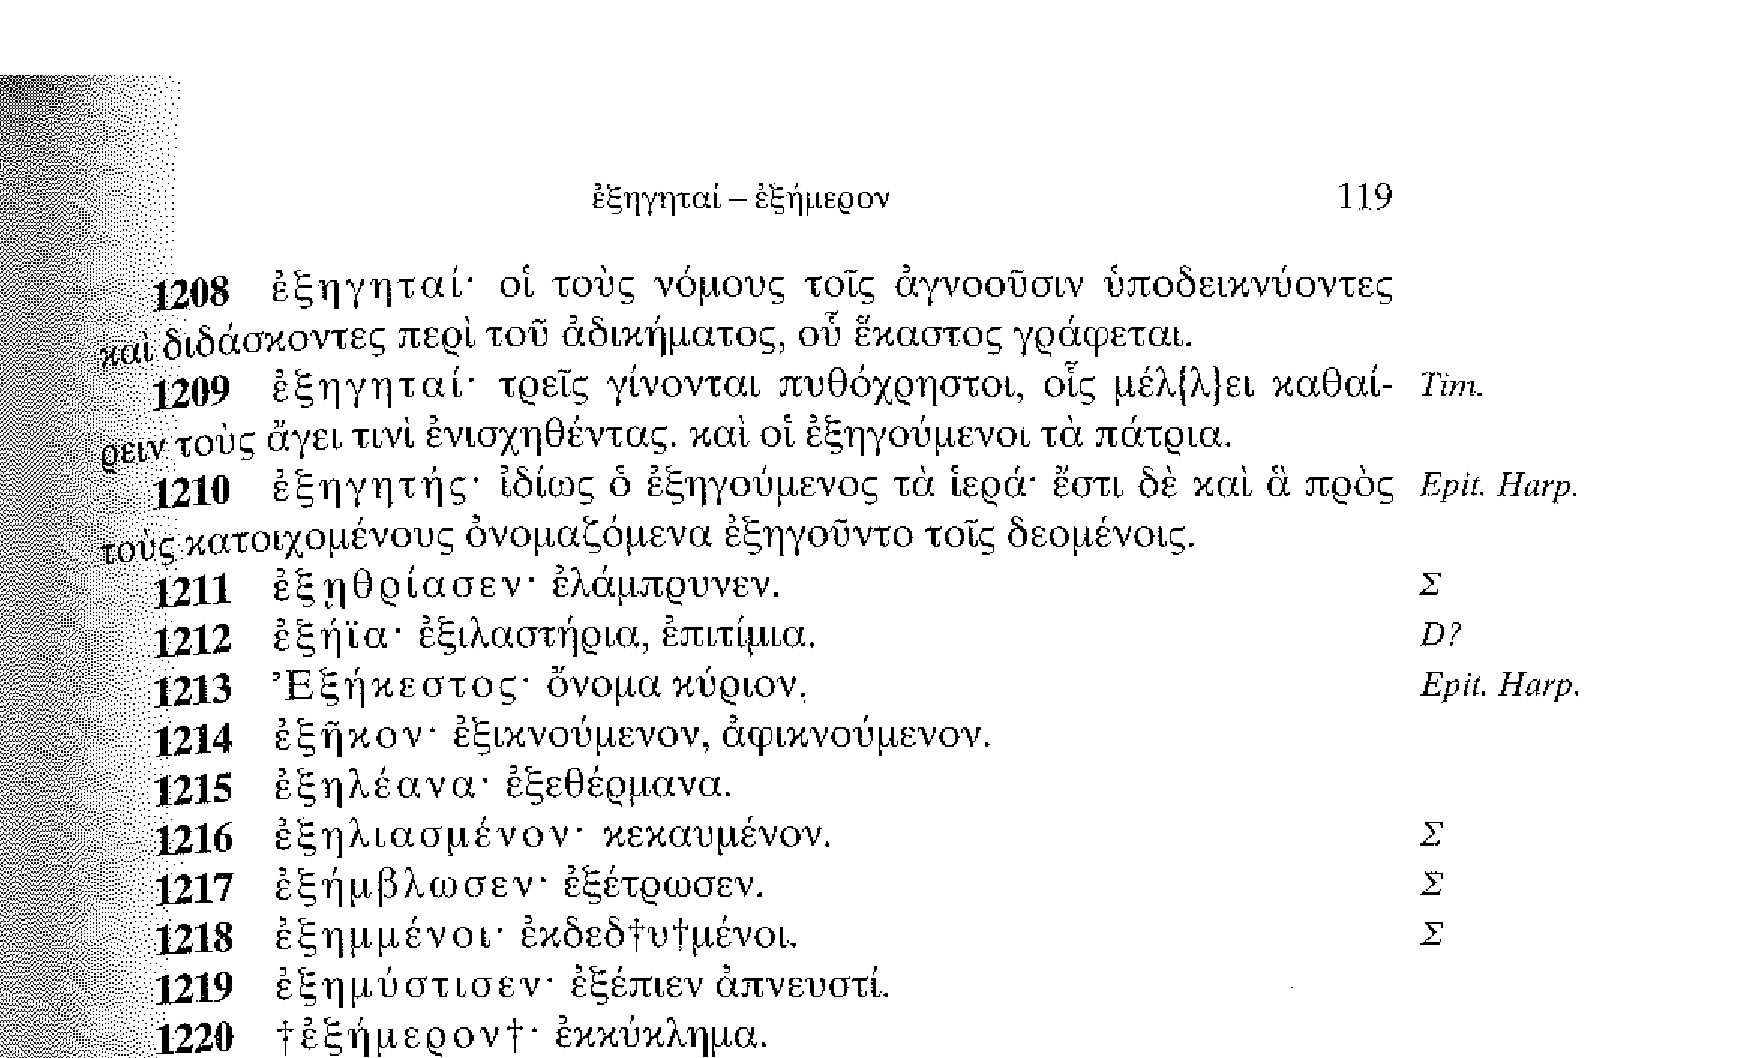 ἐξηγηταί – ἐξήμερον 119
1208 ἐξηγηταί· οἱ τοὺς νόμους τοῖς ἀγνοοῦσιν ὑποδεικνύοντες
καὶ διδάσκοντες περὶ τοῦ ἀδικήματος, οὗ ἕκαστος γράφεται.
1209 ἐξηγηταί· τρεῖς γίνονται πυθόχρηστοι, οἷς μέλ{λ}ει καθαί- Tim.
ρειν τοὺς ἄγει τινὶ ἐνισχηθέντας. καὶ οἱ ἐξηγούμενοι τὰ πάτρια.
1210 ἐξηγητής· ἰδίως ὁ ἐξηγούμενος τὰ ἱερά· ἔστι δὲ καὶ ἃ πρὸς Epit. Harp.
τοὺς κατοιχομένους ὀνομαζόμενα ἐξηγοῦντο τοῖς δεομένοις.
1211 ἐξῃθρίασεν· ἐλάμπρυνεν. Σ
1212 ἐξήϊα· ἐξιλαστήρια, ἐπιτίμια. D?
1213 Ἐξήκεστος· ὄνομα κύριον. Epit. Harp.
1214 ἐξῆκον· ἐξικνούμενον, ἀφικνούμενον.
1215 ἐξηλέανα· ἐξεθέρμανα.
1216 ἐξηλιασμένον· κεκαυμένον. Σ
1217 ἐξήμβλωσεν· ἐξέτρωσεν. Σ
1218 ἐξημμένοι· ἐκδεδ†υ†μένοι. Σ
1219 ἐξημύστισεν· ἐξέπιεν ἀπνευστί.
1220 †ἐξήμερον†· ἐκκύκλημα.